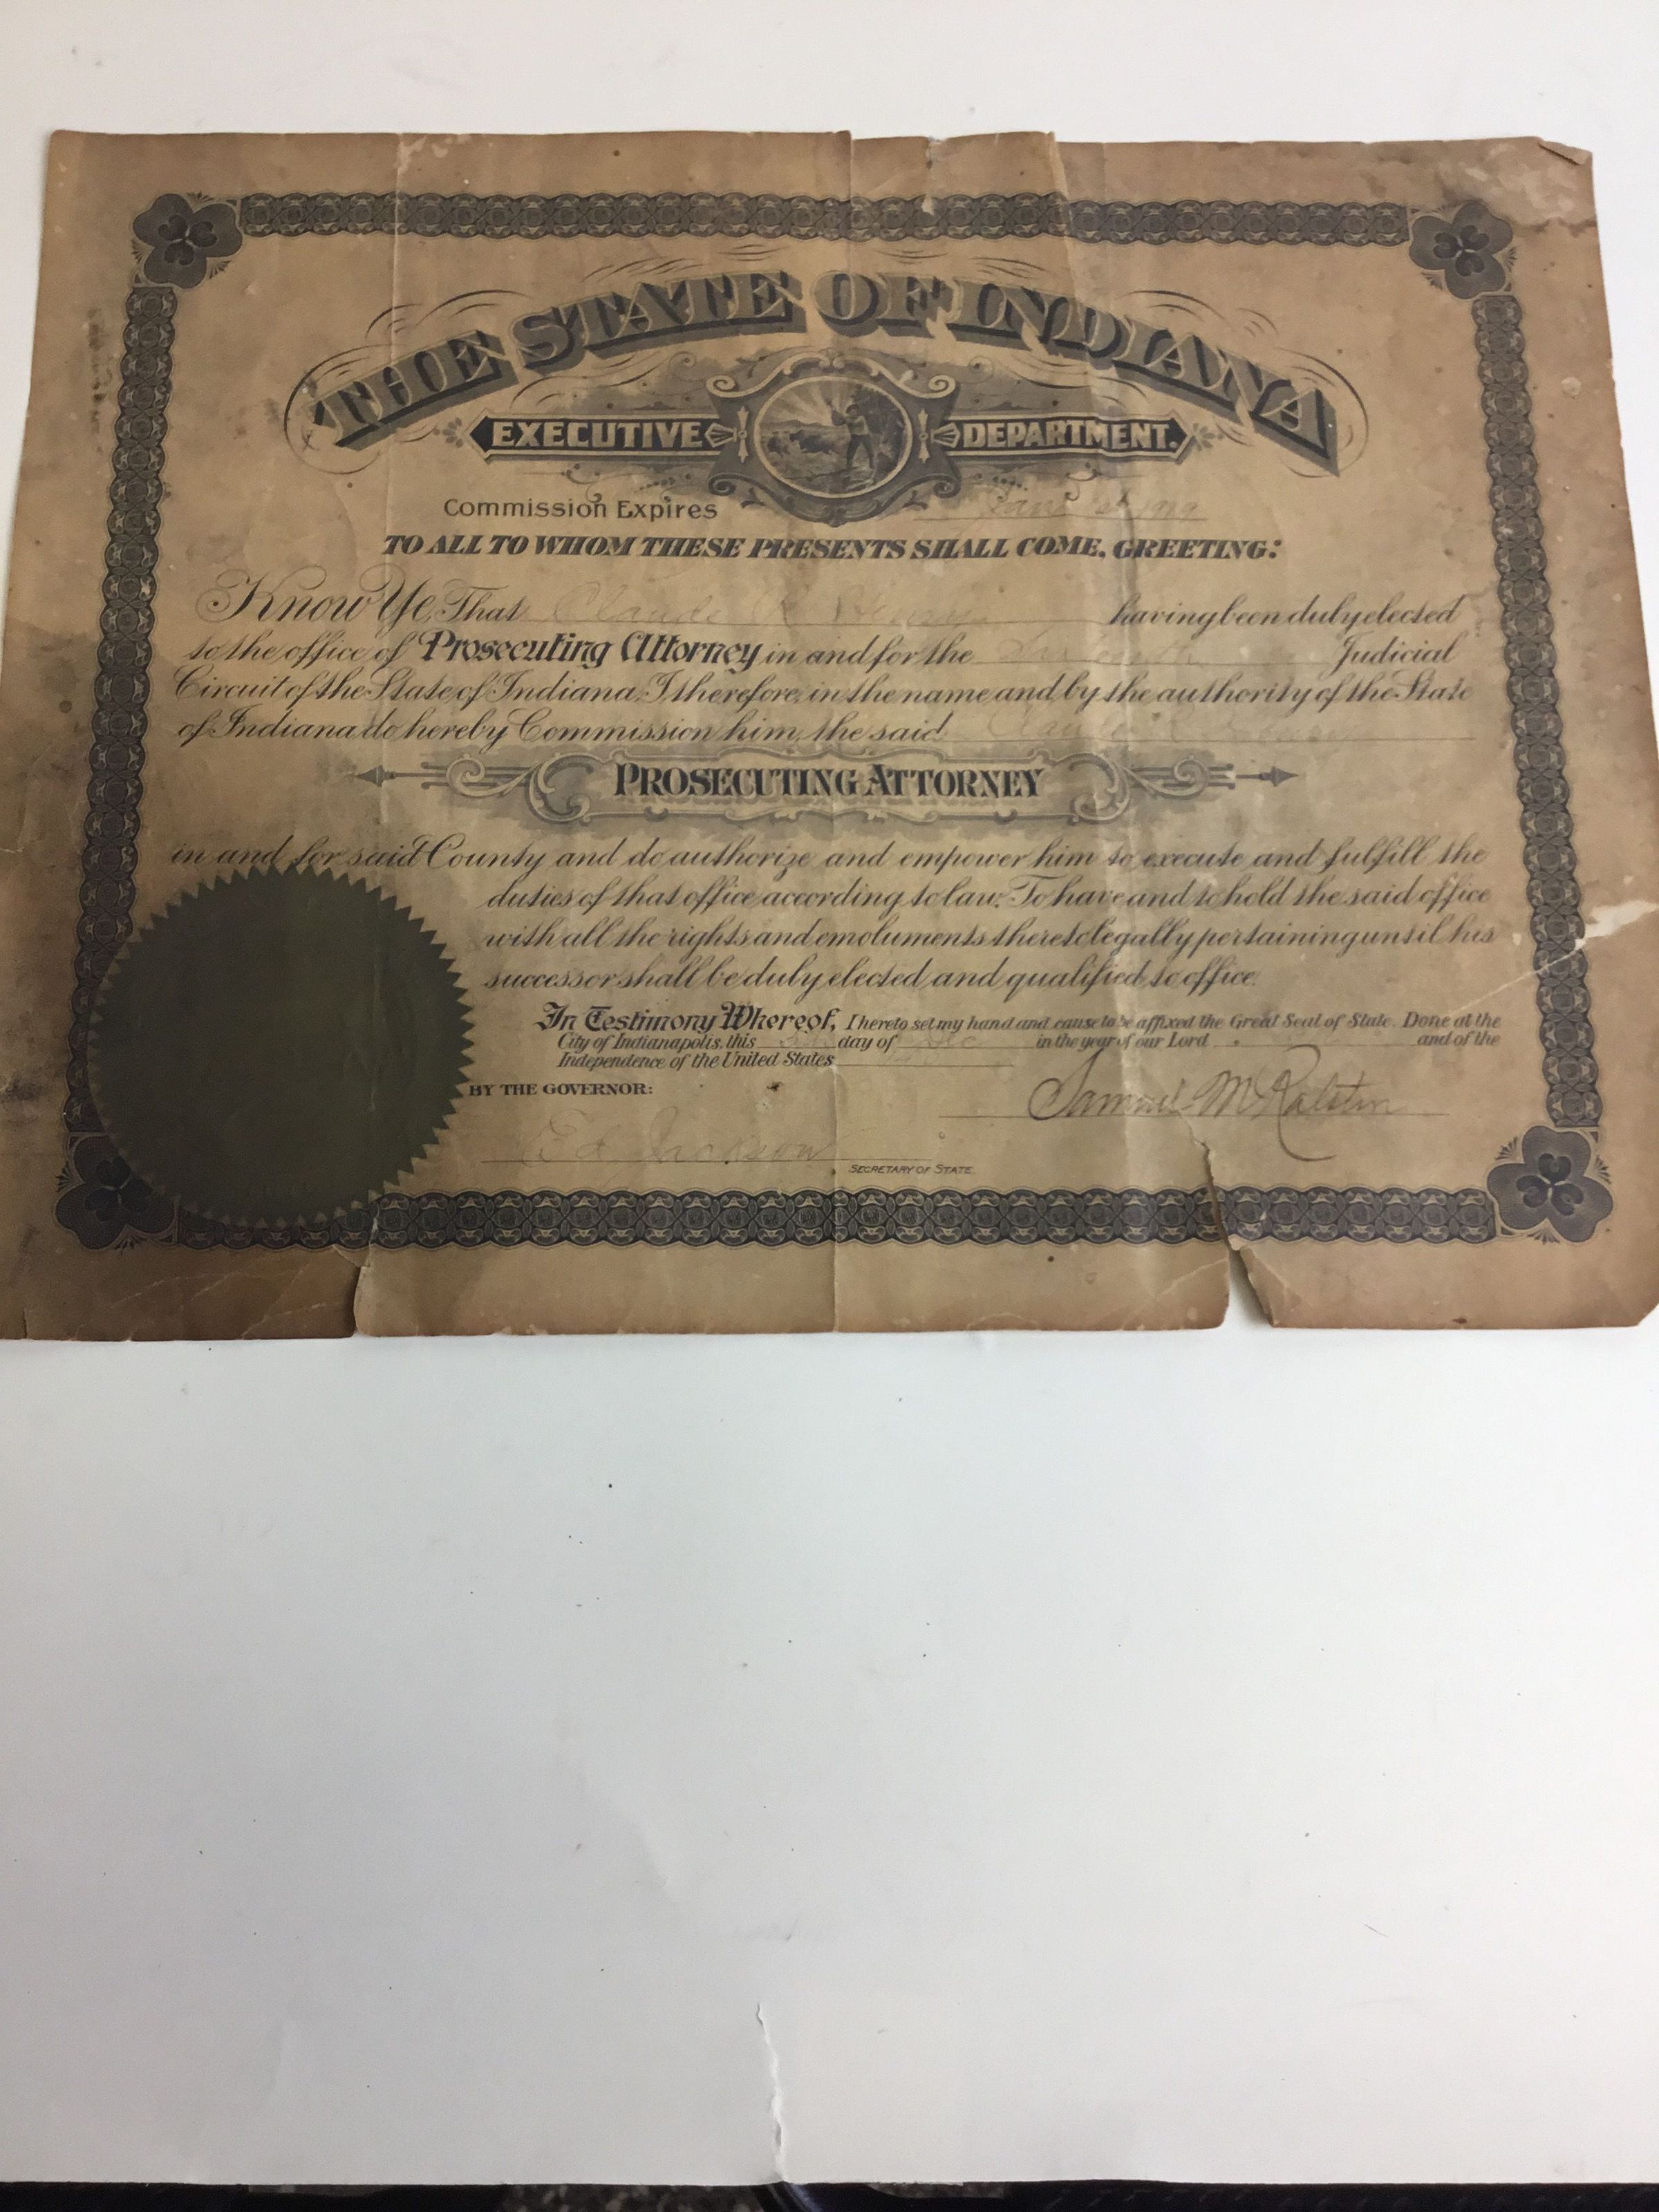 THE STATE OF INDIANA
EXECUTIVE DEPARTMENT.
Commission Expires Jan 1st 1919
TO ALL TO WHOM THESE PRESENTS SHALL COME, GREETING:
Know Ye, That Claude R. having been duly elected
to the office of Prosecuting Attorney in and for the Judicial
Circuit of the State of Indiana, I therefore, in the name and by the authority of the State
of Indiana do hereby Commission him, the said Claude
PROSECUTING ATTORNEY
in and for said County and do authorize and empower him to execute and fulfill the
duties of that office according to law. To have and to hold the said office
with all the rights and emoluments thereto legally pertaining until his
successor shall be duly elected and qualified to office.
In Testimony Whereof, I hereto set my hand and cause to be affixed the Great Seal of State. Done at the
City of Indianapolis, this day of Dec in the year of our Lord and of the
Independence of the United States
BY THE GOVERNOR:
Samuel M Ralston
Ed Jackson
SECRETARY OF STATE.